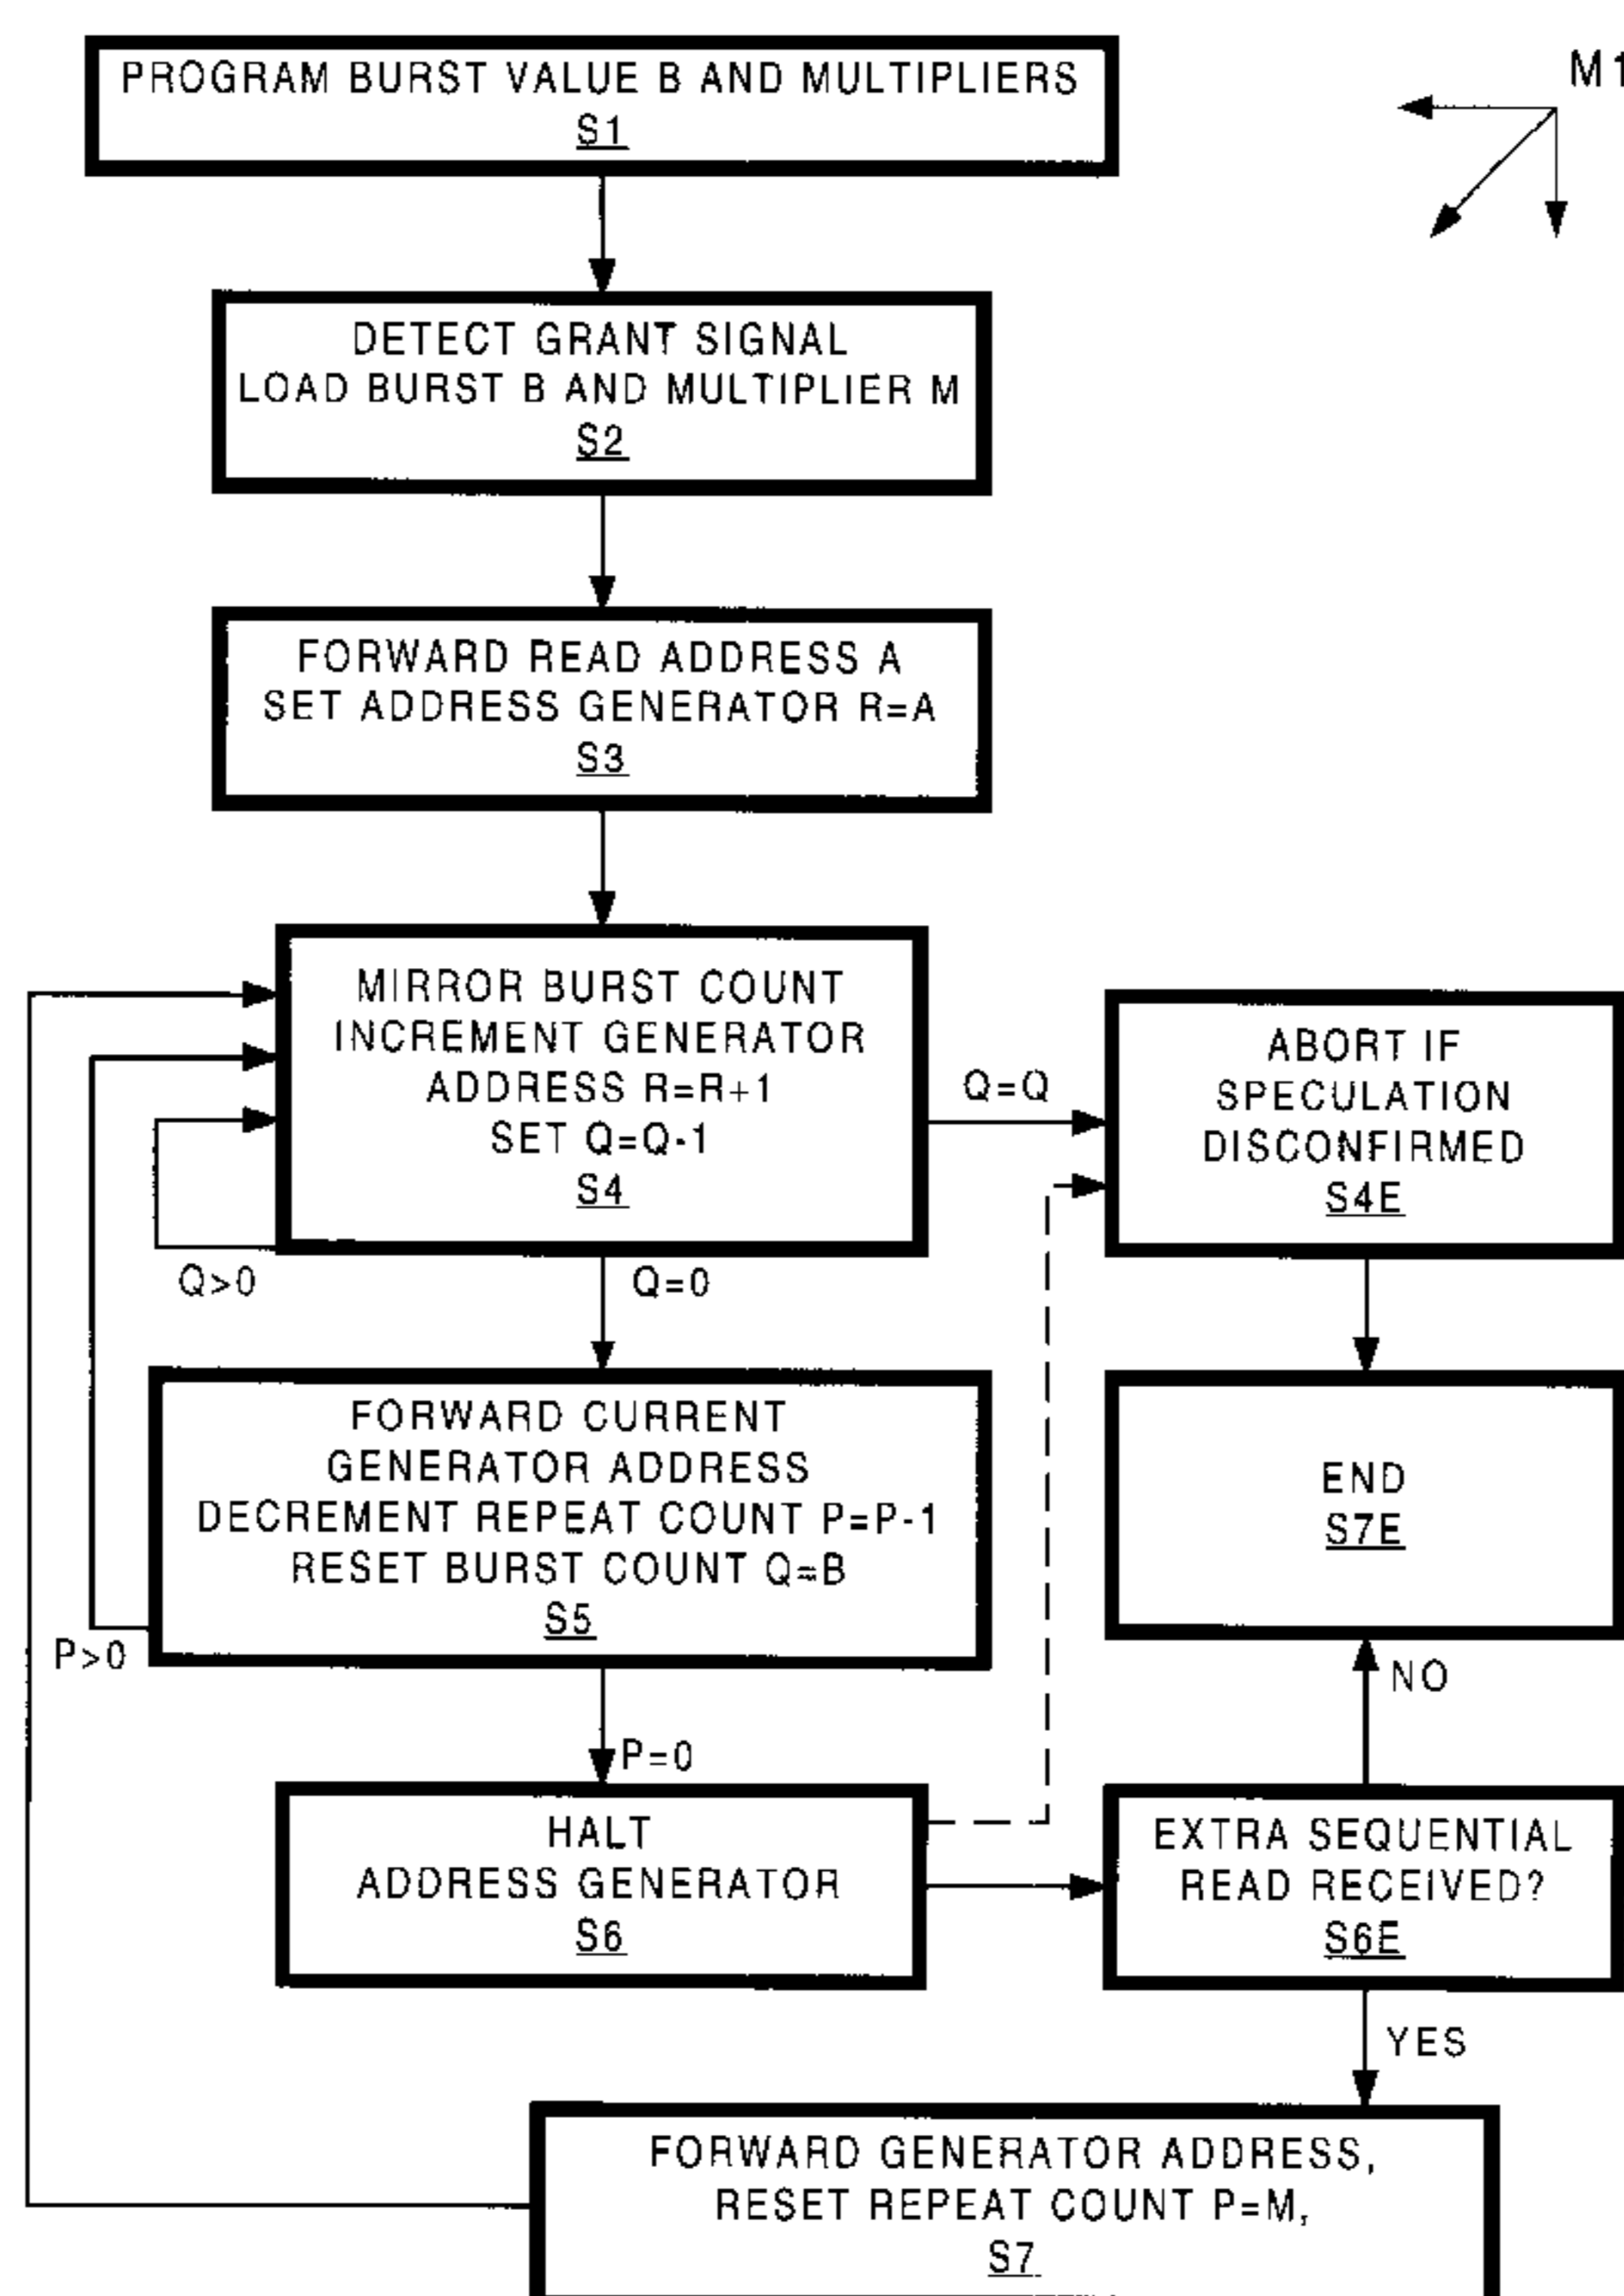 PROGRAM BURST VALUE B AND MULTIPLIERS
S1
M1
DETECT GRANT SIGNAL
LOAD BURST B AND MULTIPLIER M
S2
FORWARD READ ADDRESS A
SET ADDRESS GENERATOR R=A
S3
MIRROR BURST COUNT
INCREMENT GENERATOR
ADDRESS R=R+1
SET Q=Q-1
S4
Q=Q
ABORT IF
SPECULATION
DISCONFIRMED
S4E
Q>0
Q=0
FORWARD CURRENT
GENERATOR ADDRESS
DECREMENT REPEAT COUNT P=P-1
RESET BURST COUNT Q=B
S5
END
S7E
P>0
NO
P=0
HALT
ADDRESS GENERATOR
S6
EXTRA SEQUENTIAL
READ RECEIVED?
S6E
YES
FORWARD GENERATOR ADDRESS,
RESET REPEAT COUNT P=M,
S7